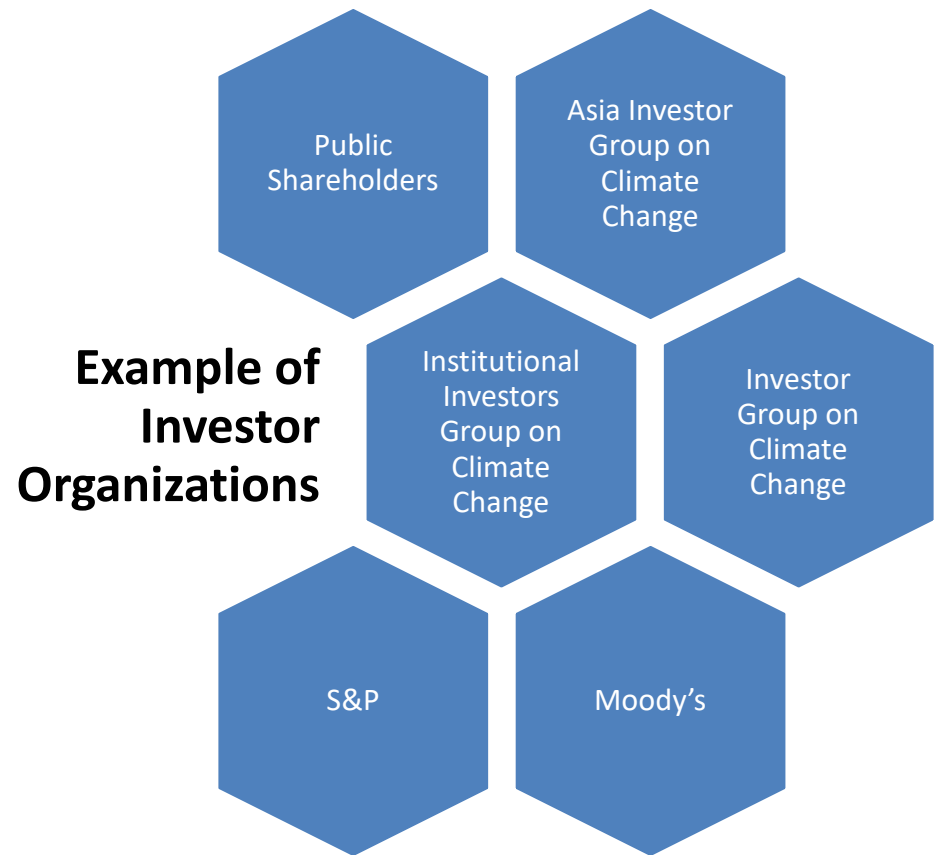 Public
Shareholders
Asia Investor
Group on
Climate
Change
Example of
Investor
Organizations
Institutional
Investors
Group on
Climate
Change
Investor
Group on
Climate
Change
S&P
Moody’s